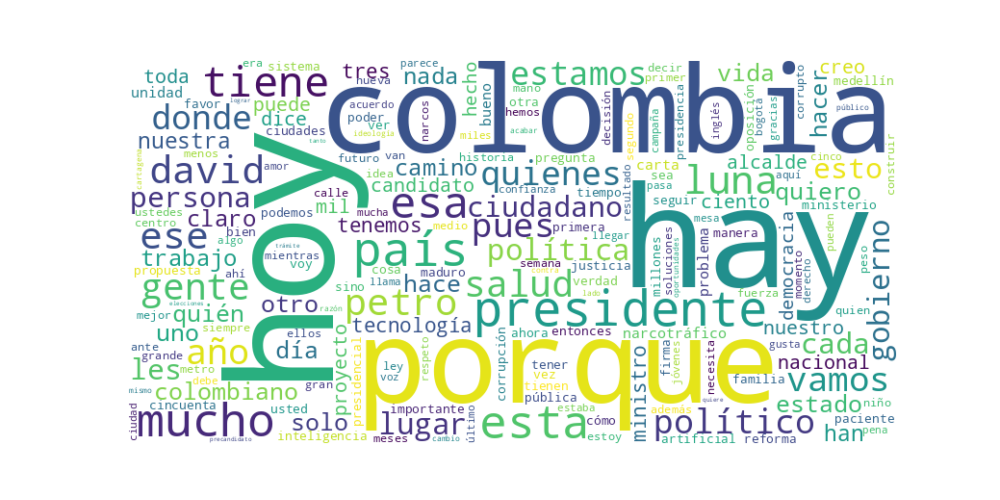 colombia
hoy
hay
porque
presidente
país
esa
esta
mucho
tiene
david
luna
salud
política
político
petro
gente
ese
año
pues
quienes
estamos
donde
persona
ciudadano
vamos
gobierno
lugar
les
esto
cada
estado
nada
vida
creo
hacer
toda
tres
hecho
unidad
puede
dice
nuestra
claro
trabajo
quién
uno
otro
día
colombiano
solo
proyecto
tecnología
tenemos
mil
candidato
camino
hace
alcalde
quiero
ciento
democracia
nuestro
nacional
ministro
han
narcotráfico
era
sistema
favor
poder
ver
acuerdo
nueva
parece
mano
bueno
otra
hemos
narcos
miles
decir
primer
decisión
segundo
campaña
presidencia
inglés
oposición
bogotá
gracias
corrupto
medellín
público
construir
cinco
aquí
ministerio
carta
sea
pasa
seguir
resultado
tiempo
pregunta
historia
confianza
primera
llegar
semana
justicia
verdad
millones
soluciones
oportunidades
problema
mesa
manera
momento
derecho
pueden
peso
quien
fuerza
gusta
familia
niño
paciente
pena
reforma
artificial
además
estoy
estaba
cómo
pública
tienen
vez
tener
entonces
ahora
corrupción
último
importante
ley
voz
respeto
presidencial
gran
usted
inteligencia
meses
cambio
cincuenta
debe
metro
siempre
ellos
razón
elecciones
grande
ante
mejor
propuesta
ahí
voy
mientras
trámite
algo
bien
centro
ustedes
menos
ciudades
cartagena
amor
idea
futuro
van
calle
mucha
podemos
medio
cosa
sino
llama
maduro
contra
lado
firma
jóvenes
necesita
quiere
mismo
ciudad
precandidato
ideología
tanto
acabar
lograr